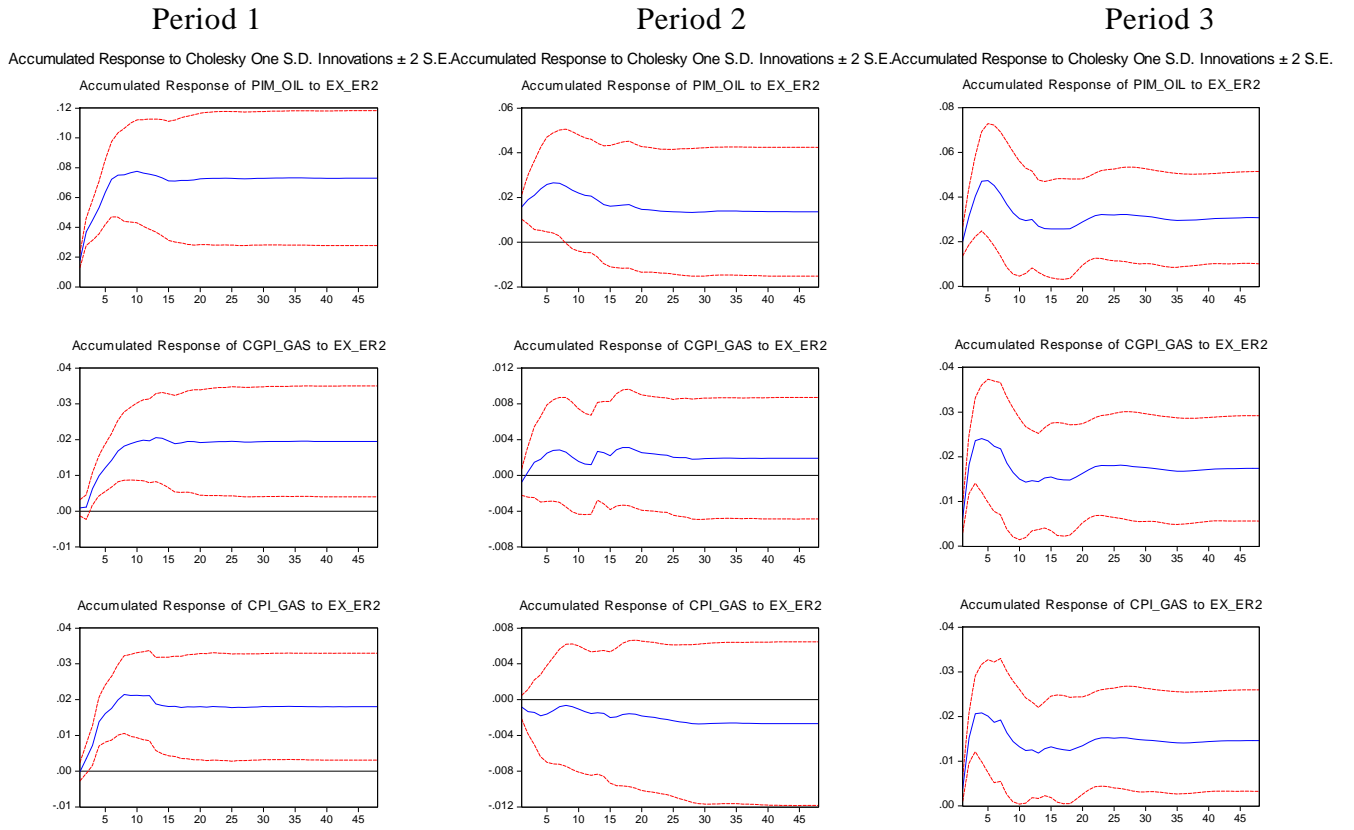 Period 1 Period 2 Period 3
Accumulated Response to Cholesky One S.D. Innovations ± 2 S.E. Accumulated Response to Cholesky One S.D. Innovations ± 2 S.E. Accumulated Response to Cholesky One S.D. Innovations ± 2 S.E.
Accumulated Response of PIM_OIL to EX_ER2
.12
.10
.08
.06
.04
.02
.00
5 10 15 20 25 30 35 40 45
Accumulated Response of PIM_OIL to EX_ER2
.06
.04
.02
.00
-.02
5 10 15 20 25 30 35 40 45
Accumulated Response of PIM_OIL to EX_ER2
.08
.06
.04
.02
.00
5 10 15 20 25 30 35 40 45
Accumulated Response of CGPI_GAS to EX_ER2
.04
.03
.02
.01
.00
-.01
5 10 15 20 25 30 35 40 45
Accumulated Response of CGPI_GAS to EX_ER2
.012
.008
.004
.000
-.004
-.008
5 10 15 20 25 30 35 40 45
Accumulated Response of CGPI_GAS to EX_ER2
.04
.03
.02
.01
.00
5 10 15 20 25 30 35 40 45
Accumulated Response of CPI_GAS to EX_ER2
.04
.03
.02
.01
.00
-.01
5 10 15 20 25 30 35 40 45
Accumulated Response of CPI_GAS to EX_ER2
.008
.004
.000
-.004
-.008
-.012
5 10 15 20 25 30 35 40 45
Accumulated Response of CPI_GAS to EX_ER2
.04
.03
.02
.01
.00
5 10 15 20 25 30 35 40 45